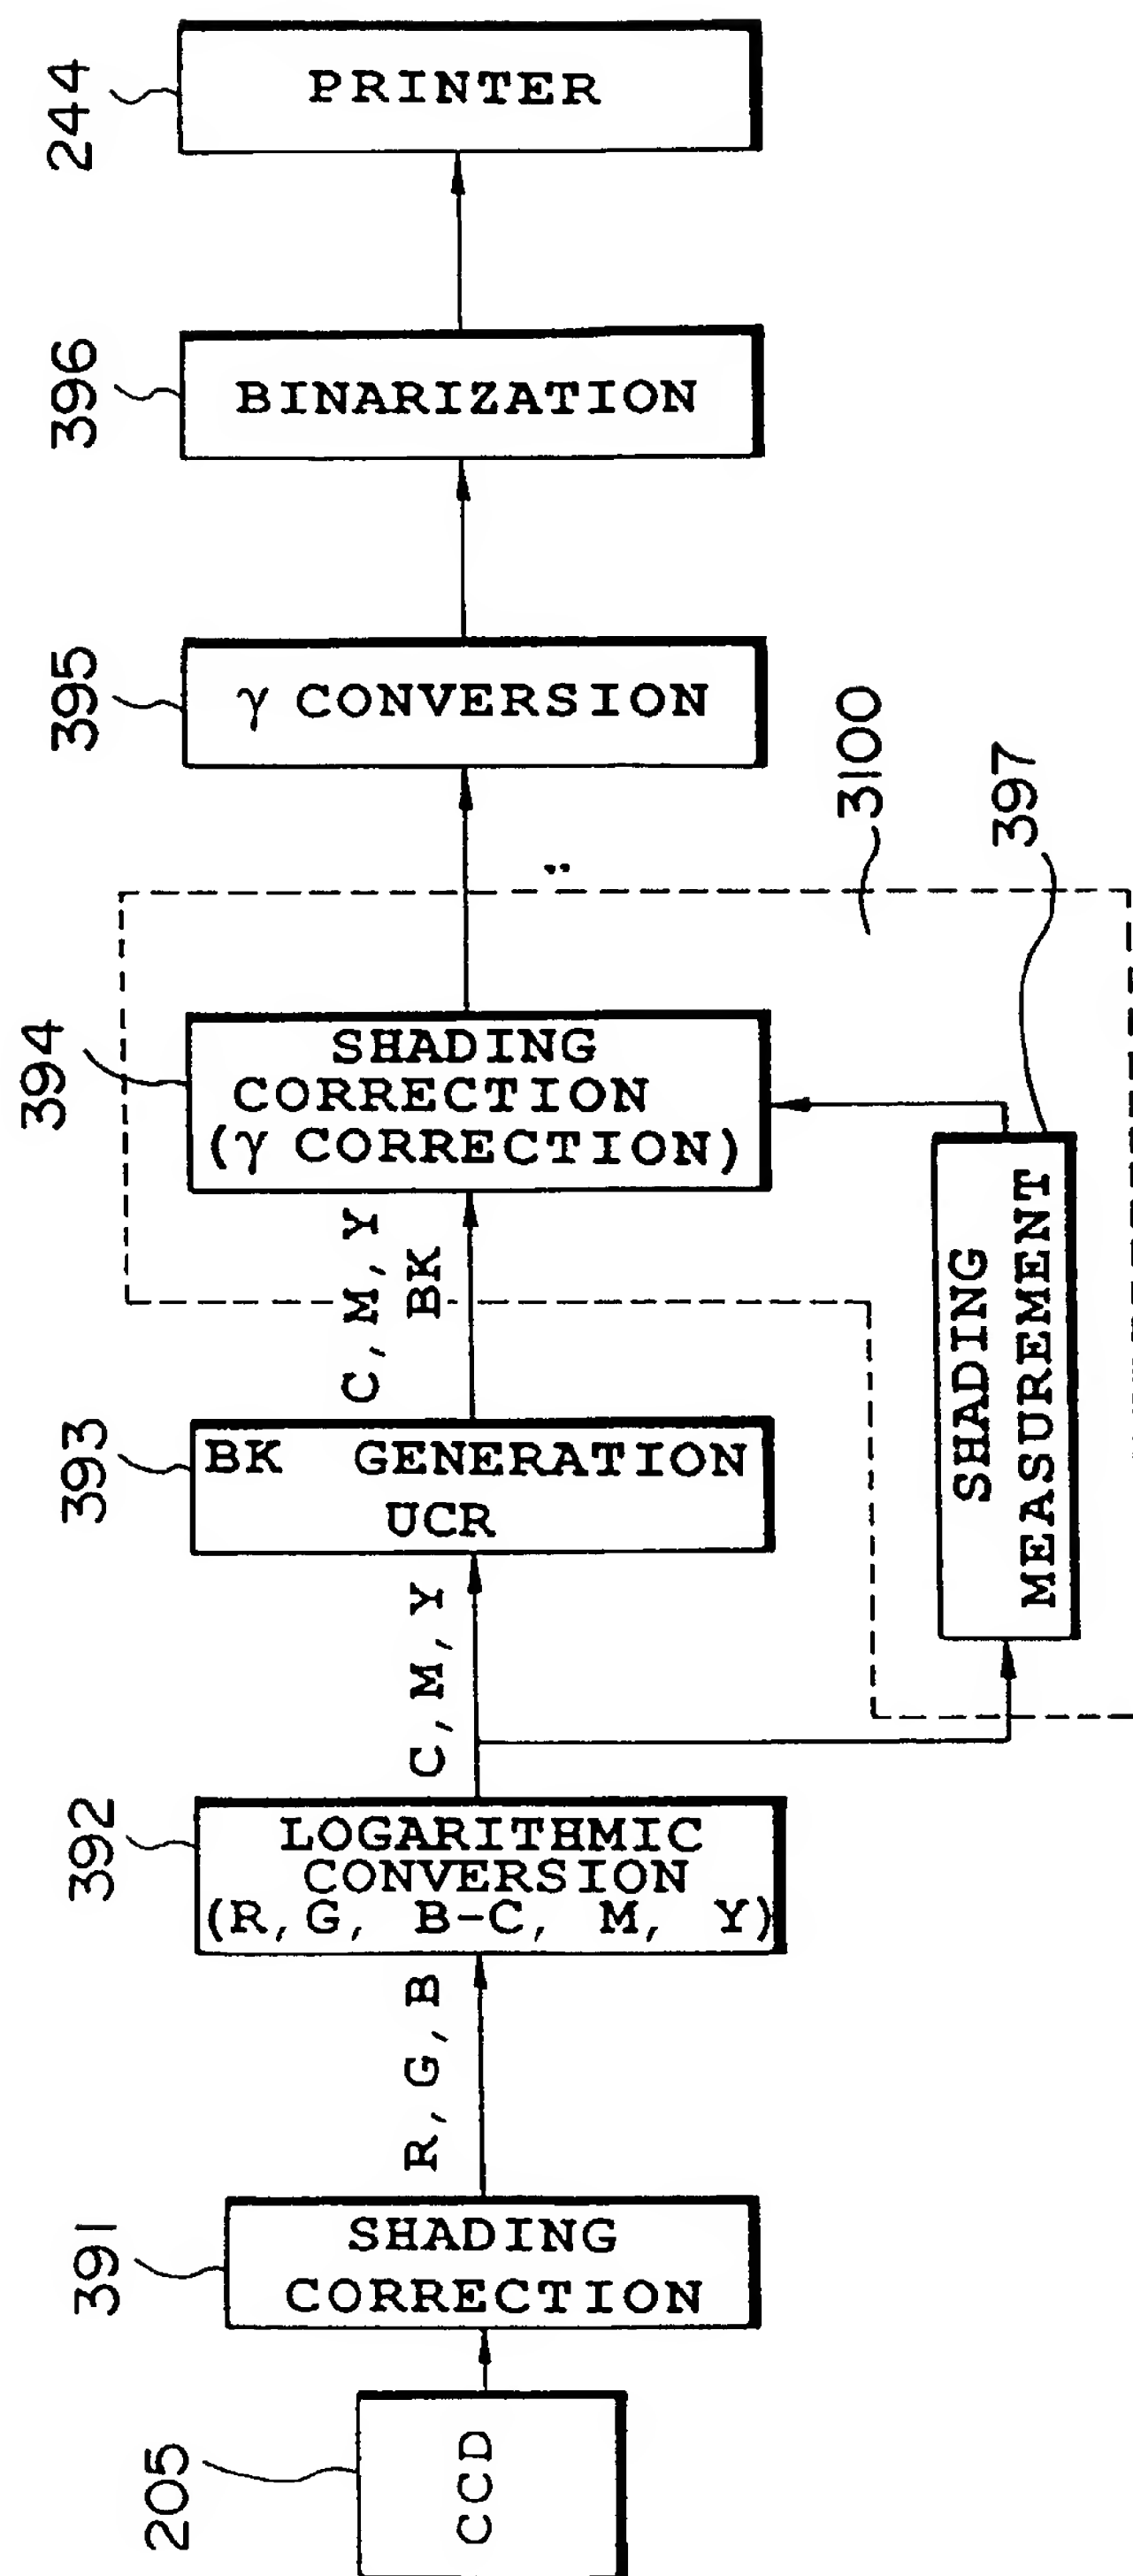 244
PRINTER
396
BINARIZATION
395
γ CONVERSION
3100
397
394
SHADING
CORRECTION
(γ CORRECTION)
C, M, Y
BK
SHADING
MEASUREMENT
393
BK GENERATION
UCR
C, M, Y
392
LOGARITHMIC
CONVERSION
(R, G, B-C, M, Y)
R, G, B
391
SHADING
CORRECTION
205
CCD